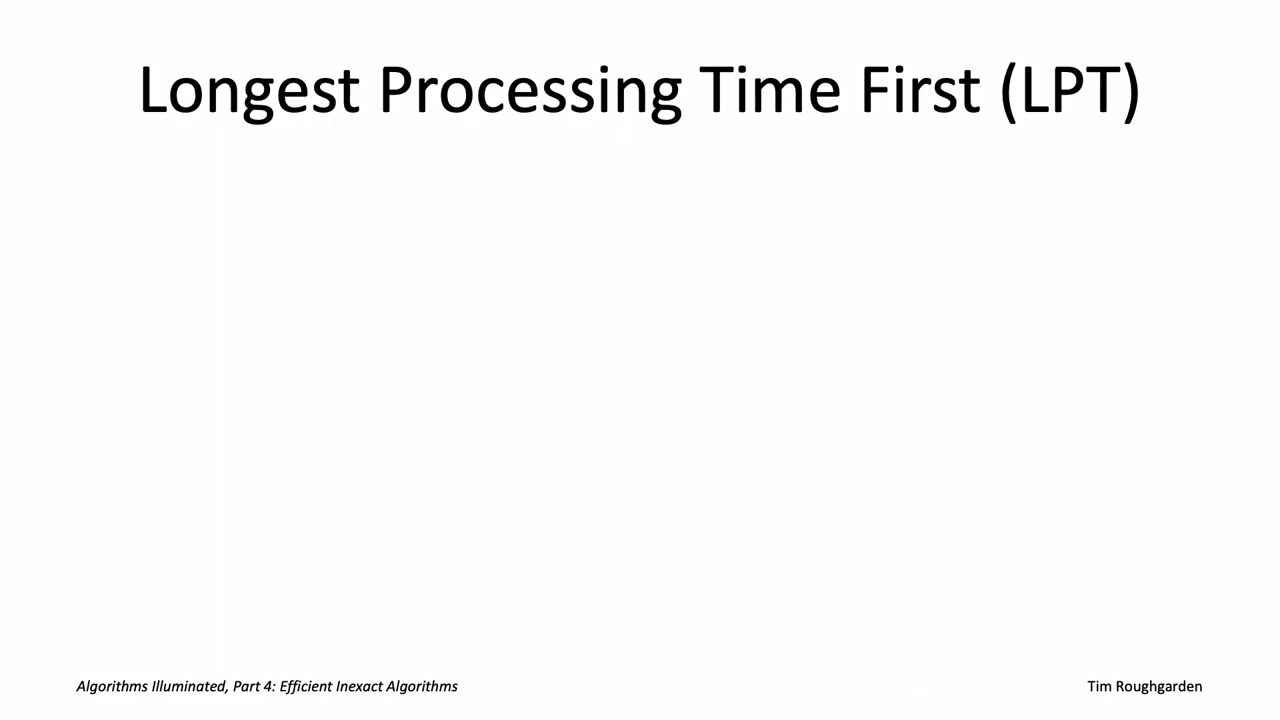 Longest Processing Time First (LPT)
Algorithms Illuminated, Part 4: Efficient Inexact Algorithms
Tim Roughgarden